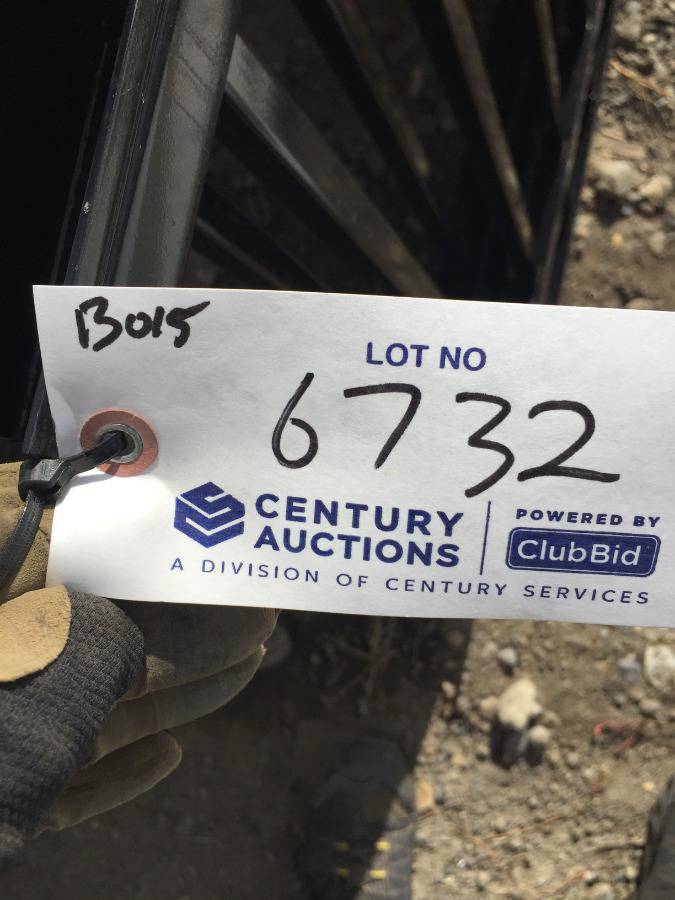 B015
LOT NO
6732
CENTURY AUCTIONS
POWERED BY
ClubBid
A DIVISION OF CENTURY SERVICES